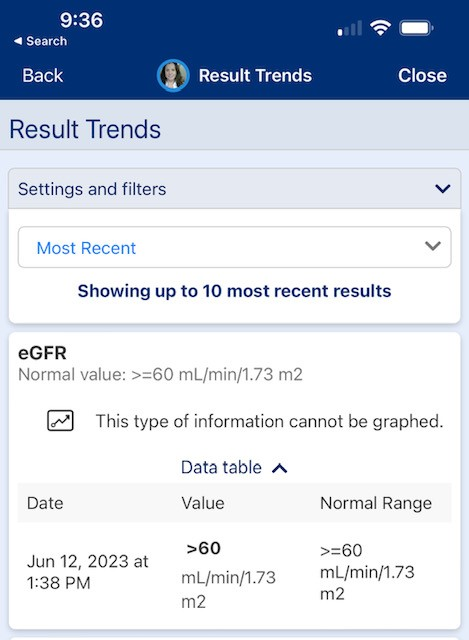 9:36
Search
Back
Result Trends
Close
Result Trends
Settings and filters
Most Recent
Showing up to 10 most recent results
eGFR
Normal value: >=60 mL/min/1.73 m2
This type of information cannot be graphed.
Data table
Date Value Normal Range
Jun 12, 2023 at
1:38 PM
>60
mL/min/1.73
m2
>=60
mL/min/1.73
m2